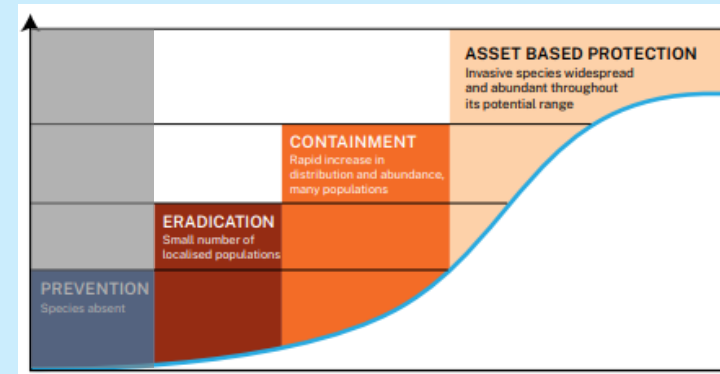 ASSET BASED PROTECTION
Invasive species widespread
and abundant throughout
its potential range
CONTAINMENT
Rapid increase in
distribution and abundance,
many populations
ERADICATION
Small number of
localised populations
PREVENTION
Species absent